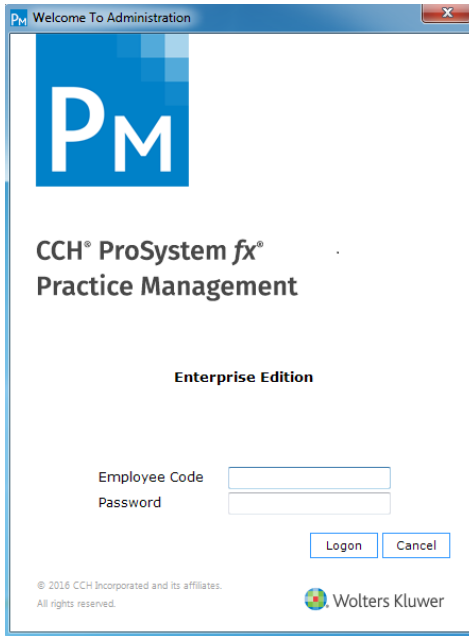 PM Welcome To Administration
PM
CCH® ProSystem fx®
Practice Management
Enterprise Edition
Employee Code
Password
Logon Cancel
© 2016 CCH Incorporated and its affiliates.
All rights reserved.
Wolters Kluwer